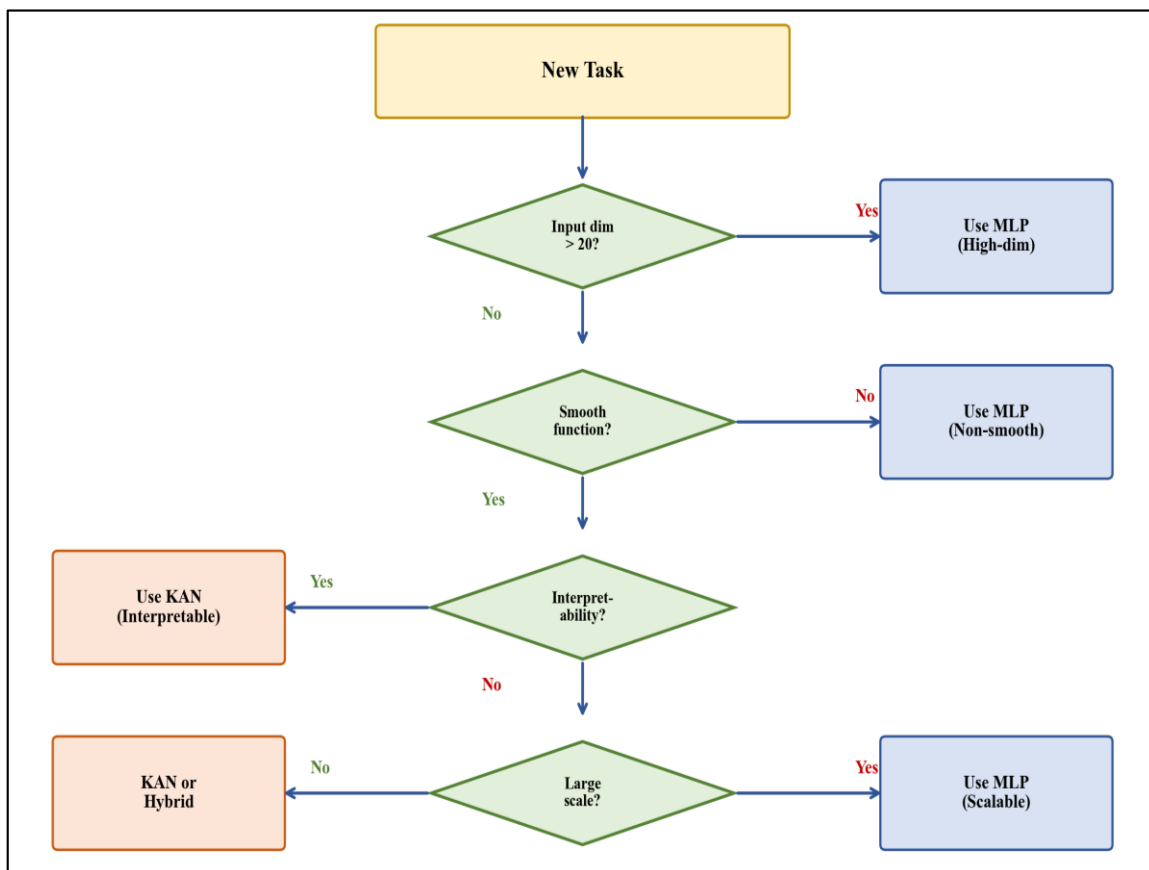 New Task
Input dim
> 20?
Yes
Use MLP
(High-dim)
No
Smooth
function?
No
Use MLP
(Non-smooth)
Yes
Use KAN
(Interpretable)
Yes
Interpret-
ability?
No
KAN or
Hybrid
No
Large
scale?
Yes
Use MLP
(Scalable)